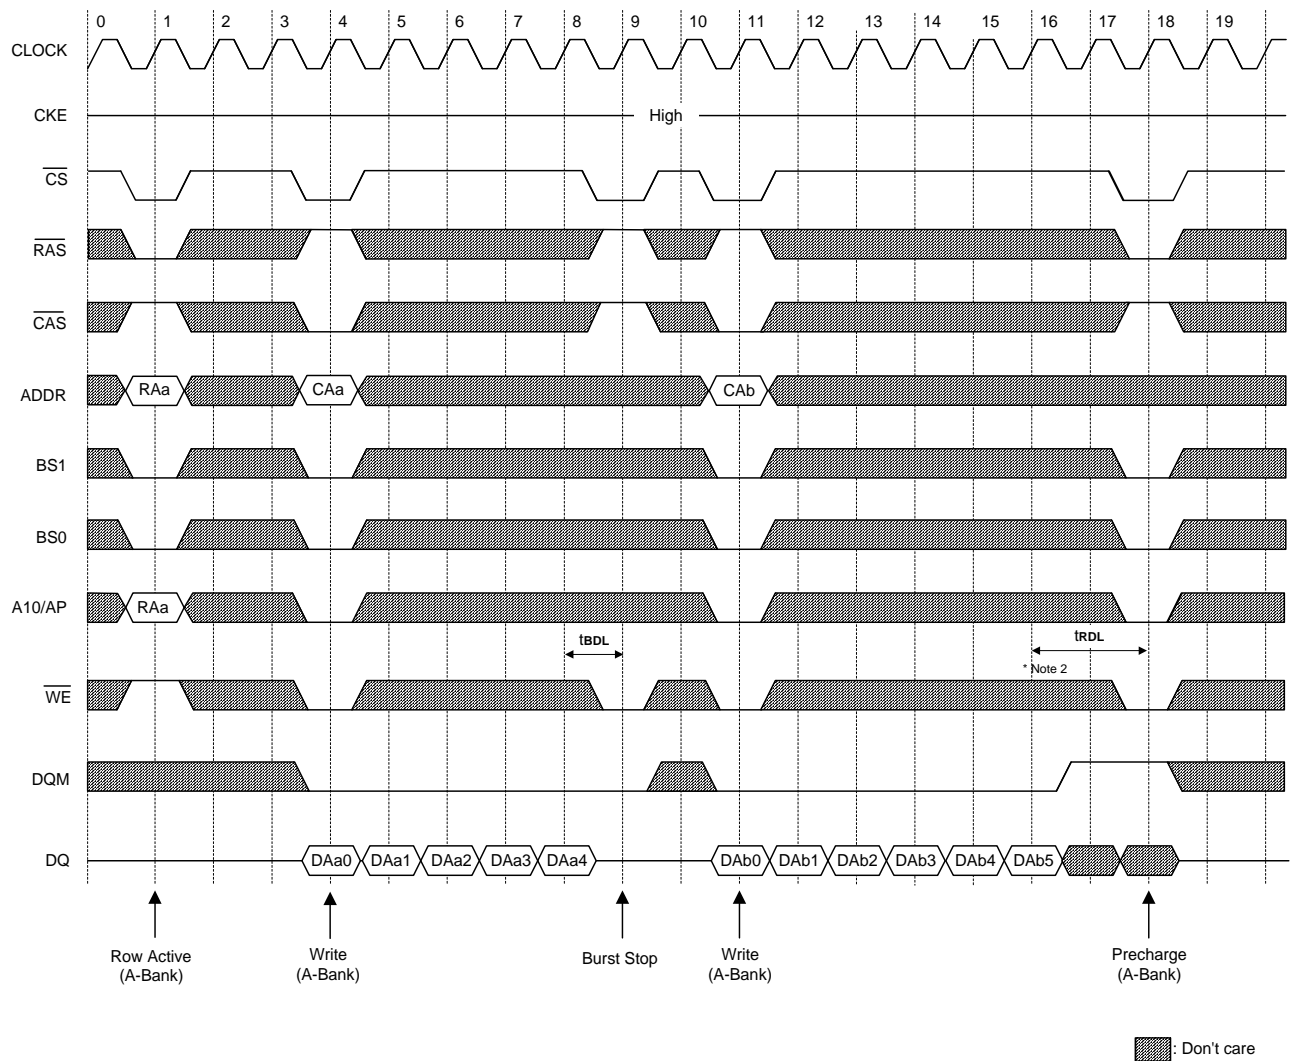 0 1 2 3 4 5 6 7 8 9 10 11 12 13 14 15 16 17 18 19
CLOCK
CKE High
CS
RAS
CAS
ADDR RAa CAa CAb
BS1
BS0
A10/AP RAa
tBDL tRDL
* Note 2
WE
DQM
DQ DAa0 DAa1 DAa2 DAa3 DAa4 DAb0 DAb1 DAb2 DAb3 DAb4 DAb5
Row Active Write Burst Stop Write Precharge
(A-Bank) (A-Bank) (A-Bank) (A-Bank)
: Don't care